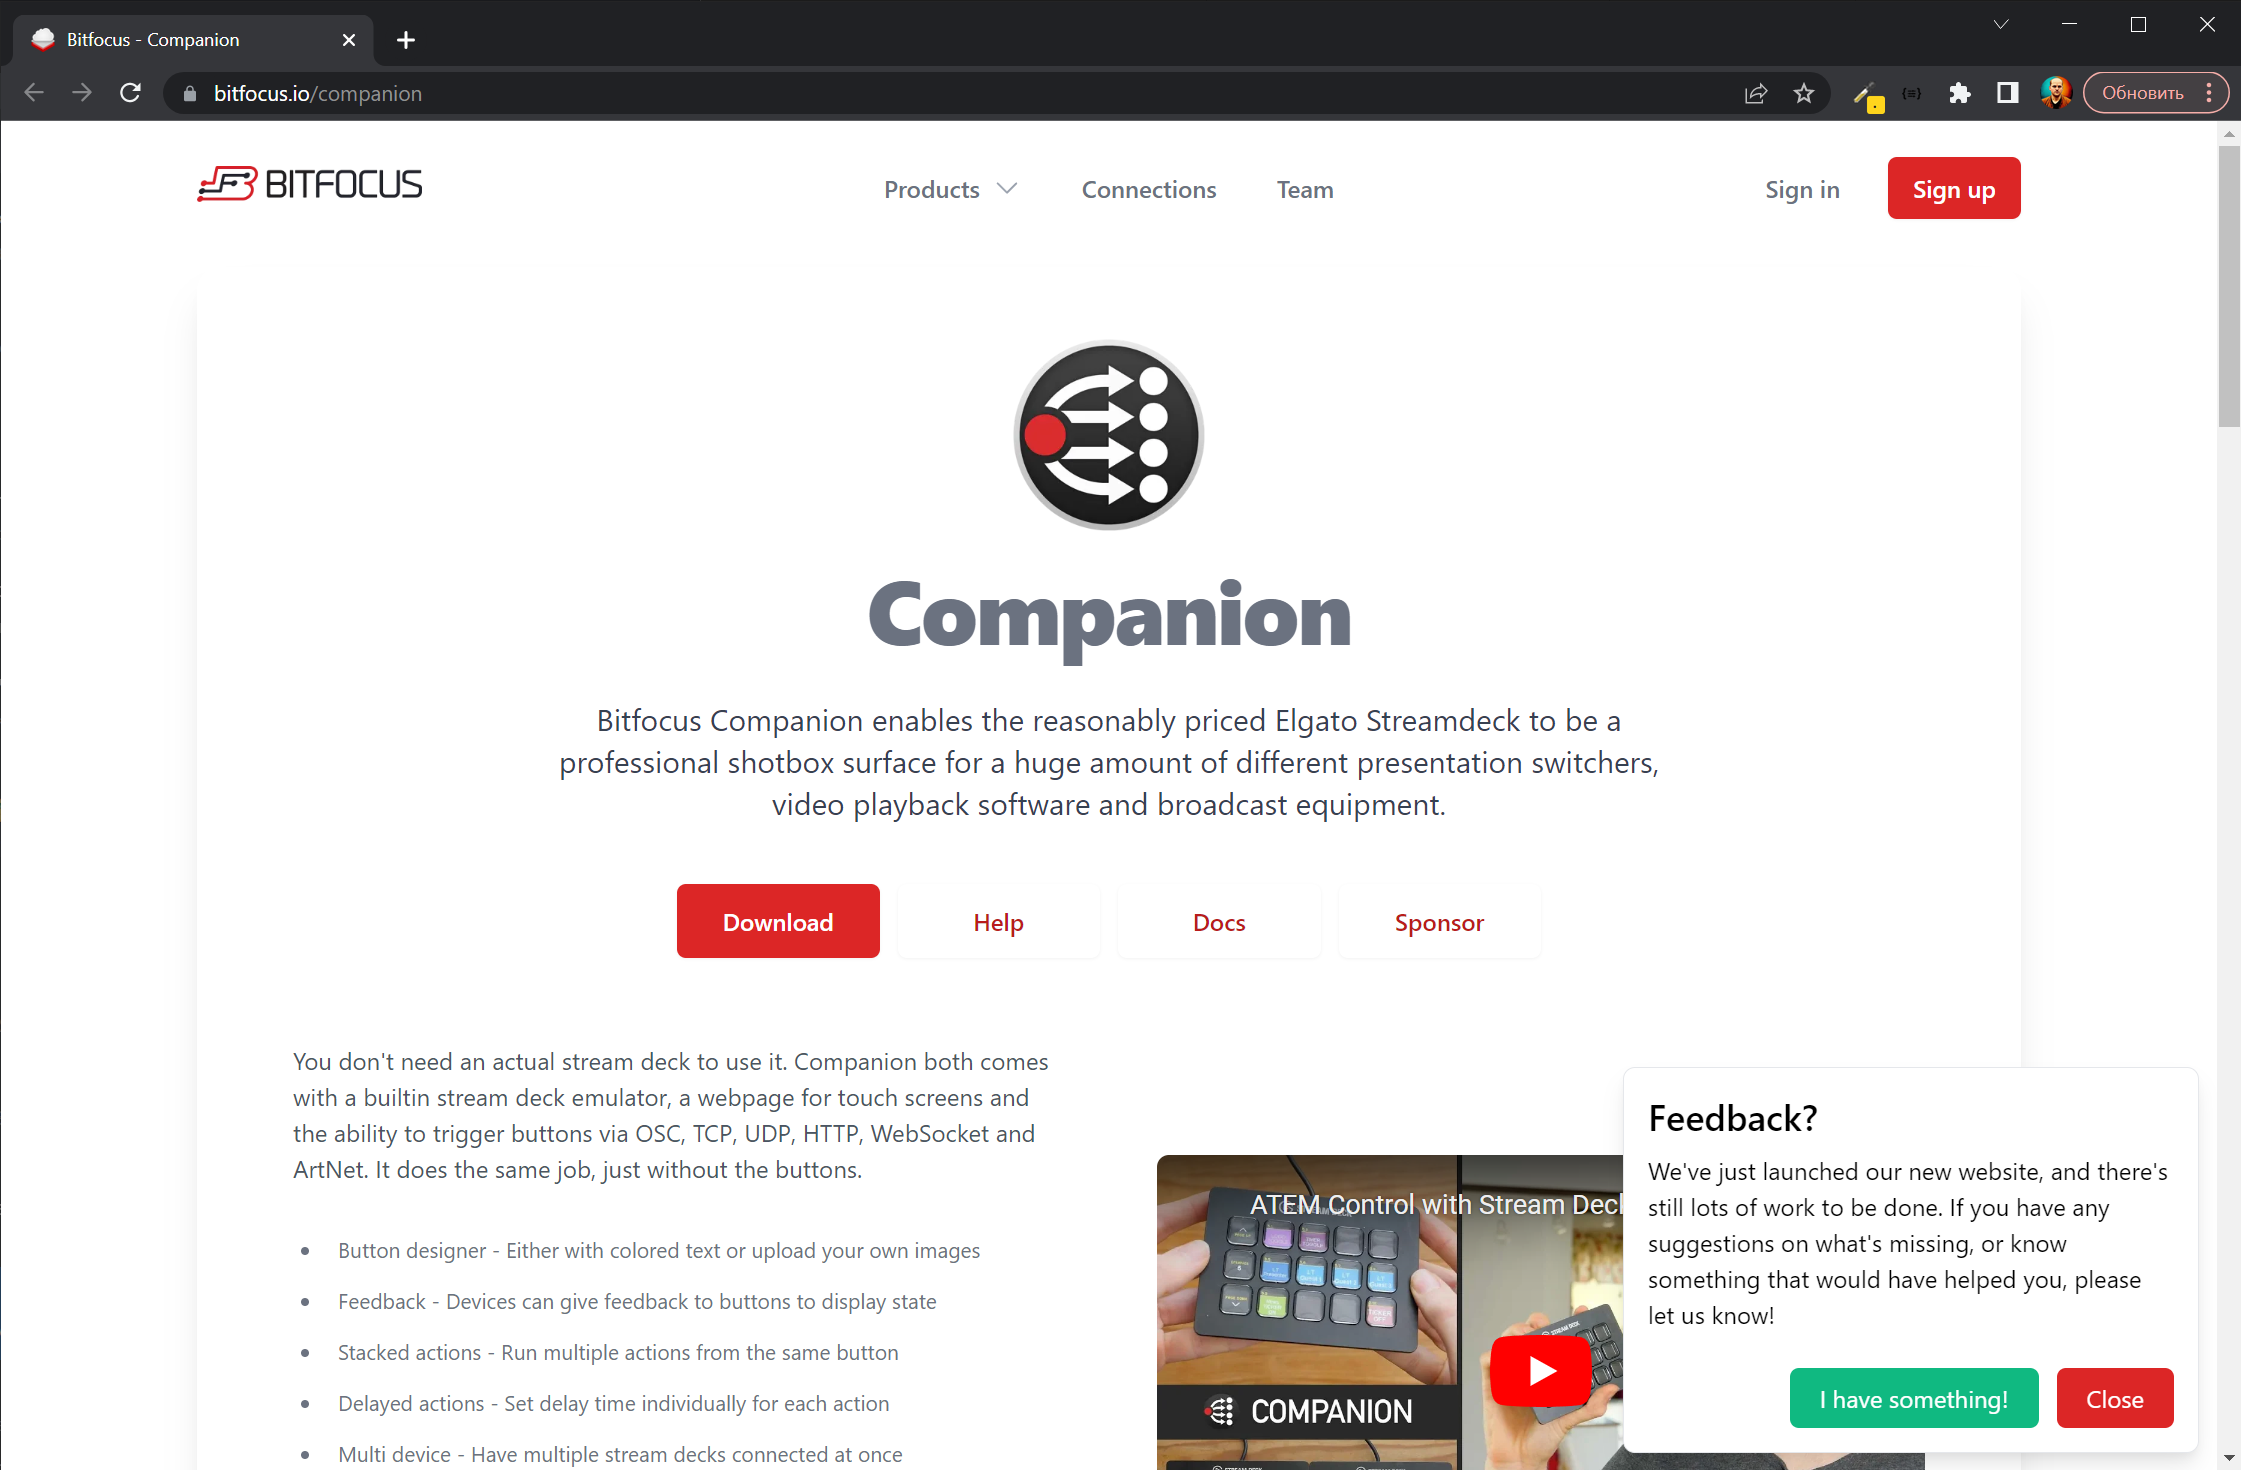 Bitfocus - Companion
bitfocus.io/companion
Обновить
BITFOCUS
Products
Connections
Team
Sign in
Sign up
Companion
Bitfocus Companion enables the reasonably priced Elgato Streamdeck to be a
professional shotbox surface for a huge amount of different presentation switchers,
video playback software and broadcast equipment.
Download
Help
Docs
Sponsor
You don't need an actual stream deck to use it. Companion both comes
with a builtin stream deck emulator, a webpage for touch screens and
the ability to trigger buttons via OSC, TCP, UDP, HTTP, WebSocket and
ArtNet. It does the same job, just without the buttons.
Button designer - Either with colored text or upload your own images
Feedback - Devices can give feedback to buttons to display state
Stacked actions - Run multiple actions from the same button
Delayed actions - Set delay time individually for each action
Multi device - Have multiple stream decks connected at once
ATEM Control with Stream Dec
COMPANION
Feedback?
We've just launched our new website, and there's
still lots of work to be done. If you have any
suggestions on what's missing, or know
something that would have helped you, please
let us know!
I have something!
Close